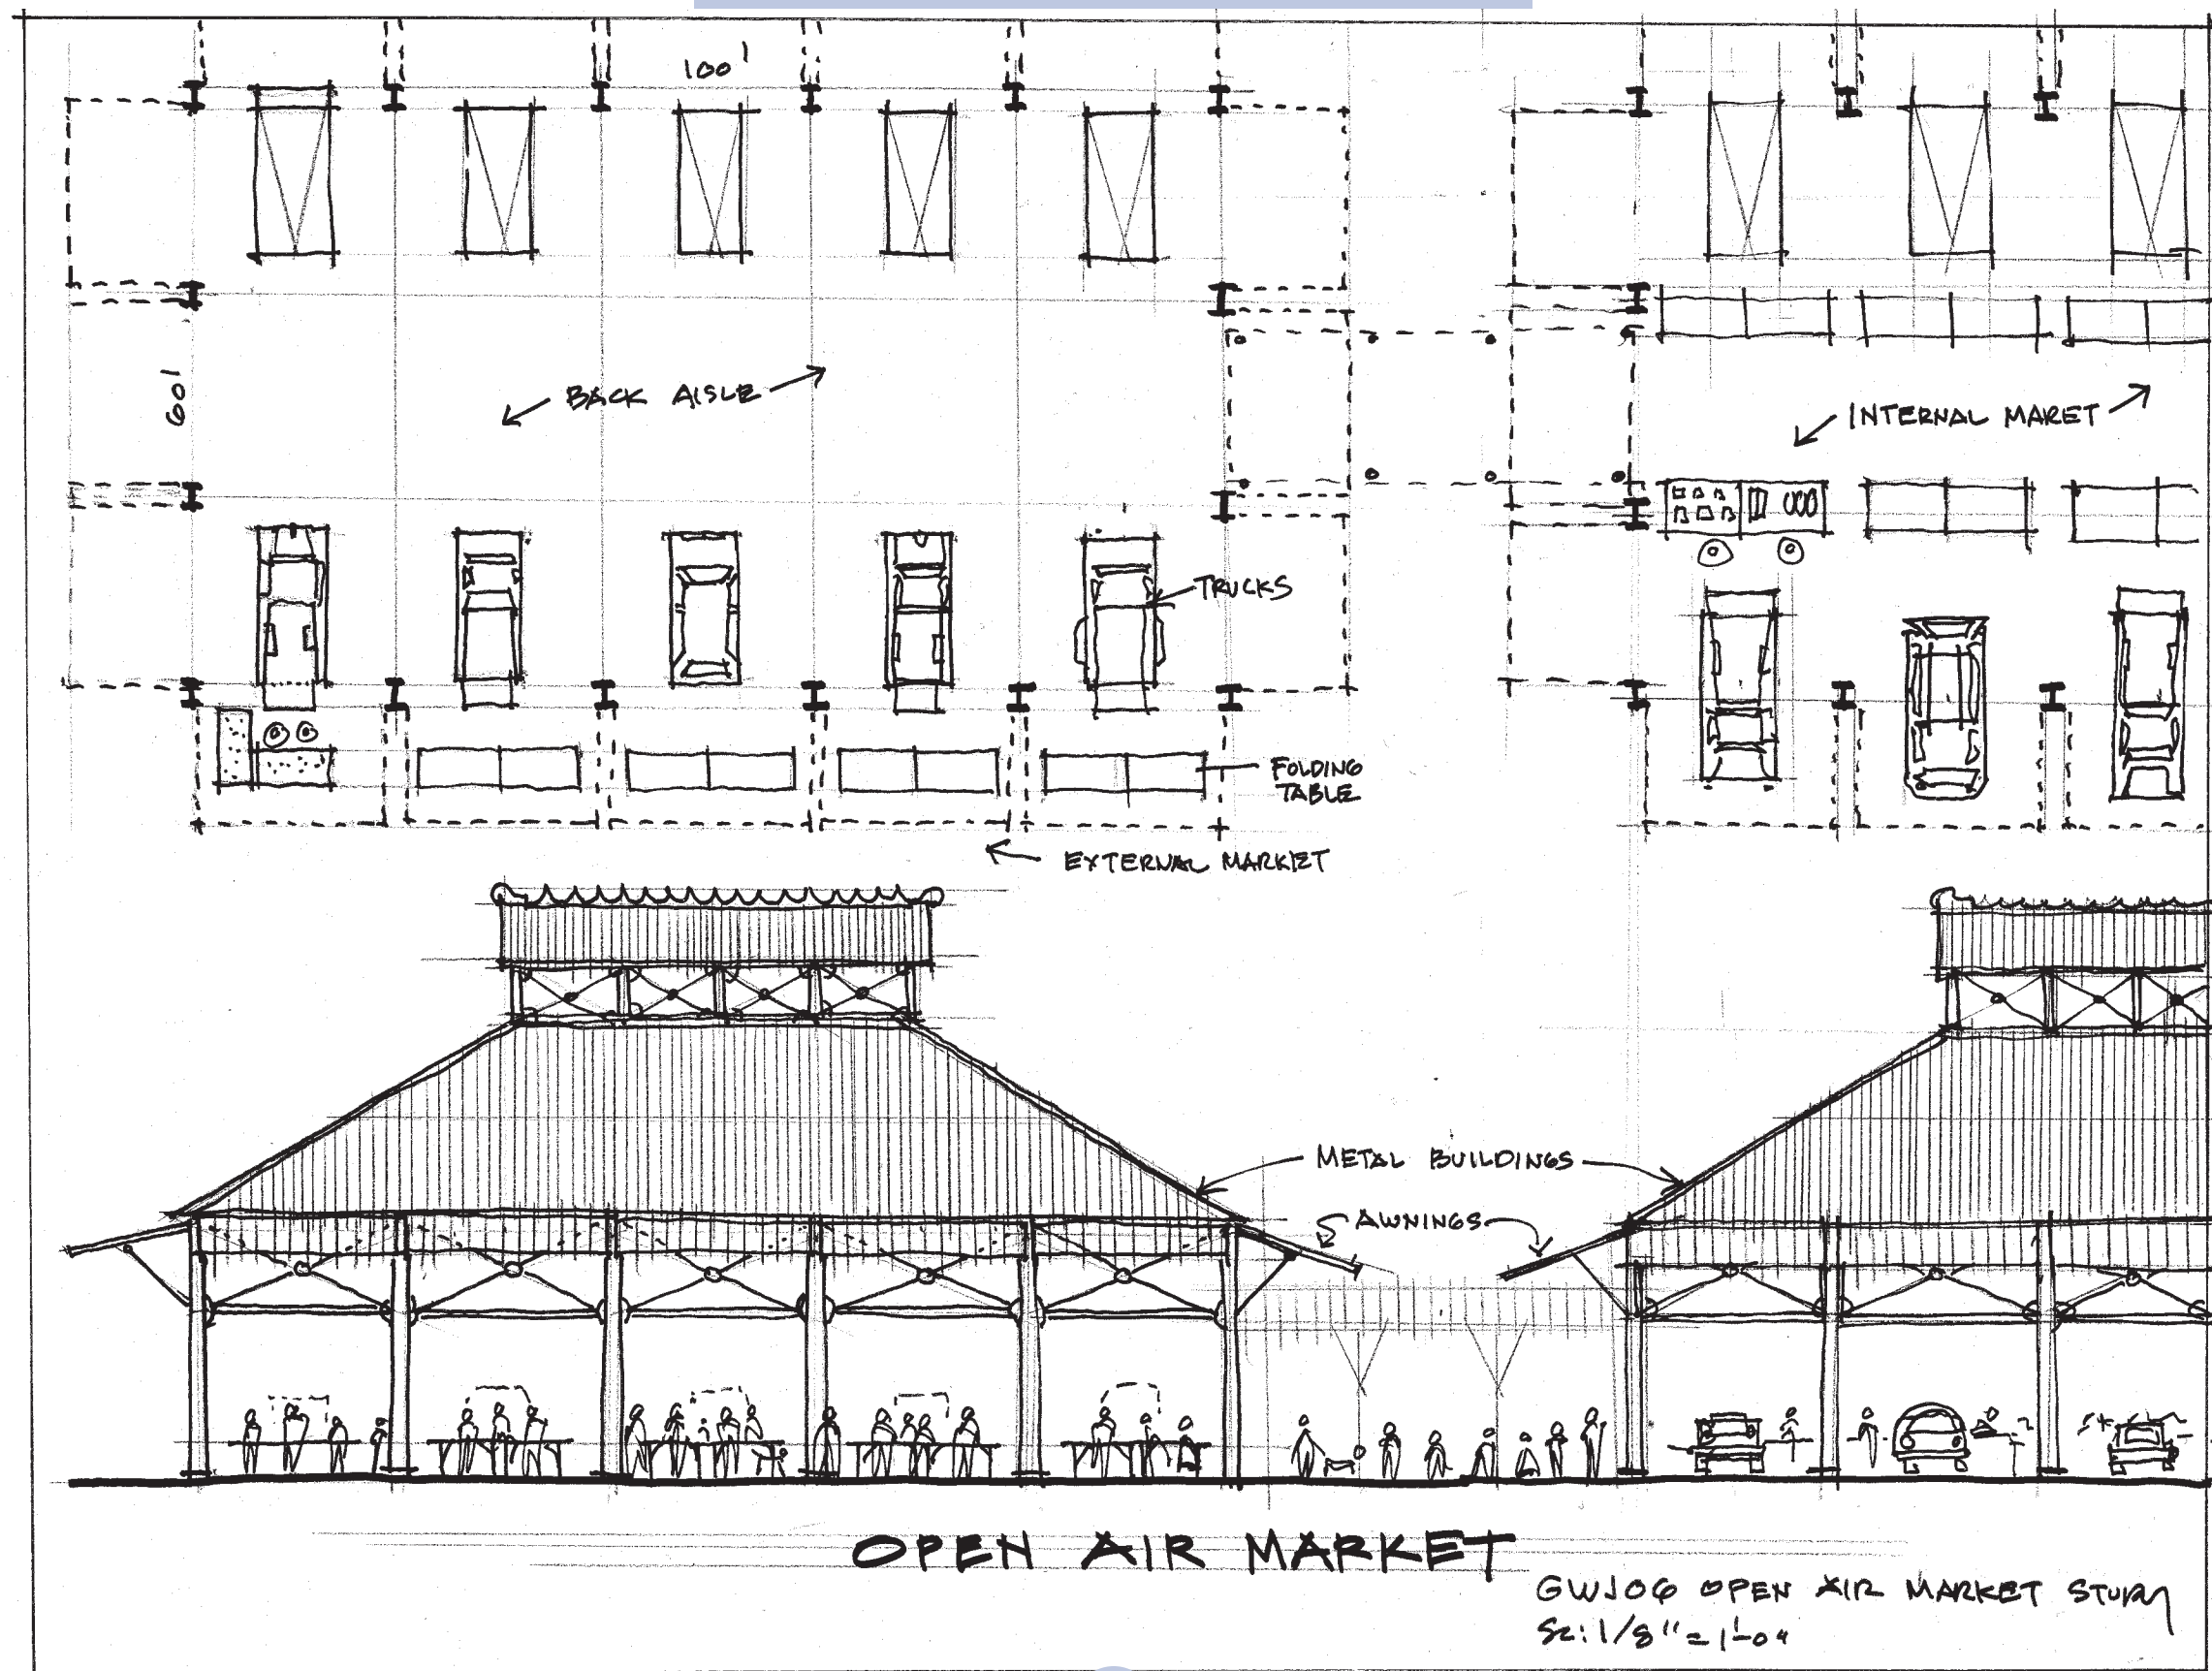 100'
60'
BACK AISLE
INTERNAL MARET
TRUCKS
FOLDING
TABLE
EXTERNAL MARKET
METAL BUILDINGS
AWNINGS
OPEN AIR MARKET
GWJ06 OPEN AIR MARKET STUDY
SC: 1/8" = 1'-0"